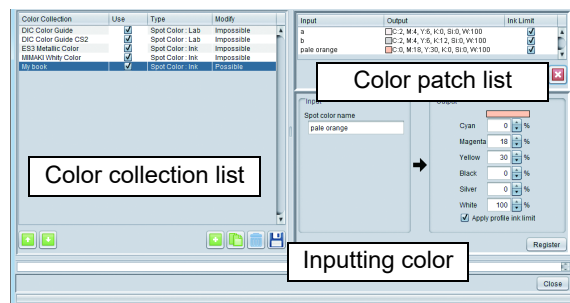 Color Collection Use Type Modify
DIC Color Guide Spot Color : Lab Impossible
DIC Color Guide CS2 Spot Color : Lab Impossible
ES3 Metallic Color Spot Color : Ink Impossible
MIMAKI Whity Color Spot Color : Ink Impossible
My book Spot Color : Ink Possible
Color collection list
Input Output Ink Limit
a C:2, M:4, Y:6, K:0, Si:0, W:100
b C:2, M:4, Y:6, K:12, Si:0, W:100
pale orange C:0, M:18, Y:30, K:0, Si:0, W:100
Color patch list
Input
Spot color name
pale orange
Output
Cyan 0 %
Magenta 18 %
Yellow 30 %
Black 0 %
Silver 0 %
White 100 %
Apply profile ink limit
Register
Inputting color
Close